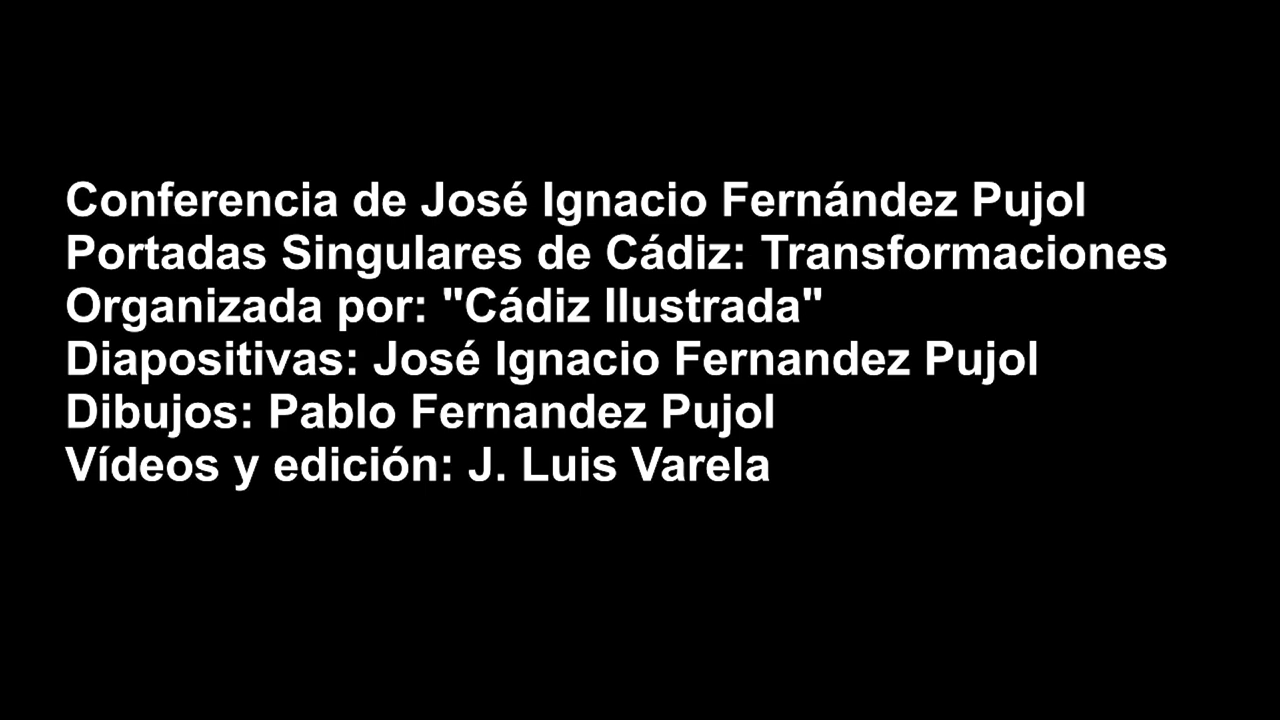 Conferencia de José Ignacio Fernández Pujol
Portadas Singulares de Cádiz: Transformaciones
Organizada por: "Cádiz Ilustrada"
Diapositivas: José Ignacio Fernandez Pujol
Dibujos: Pablo Fernandez Pujol
Vídeos y edición: J. Luis Varela